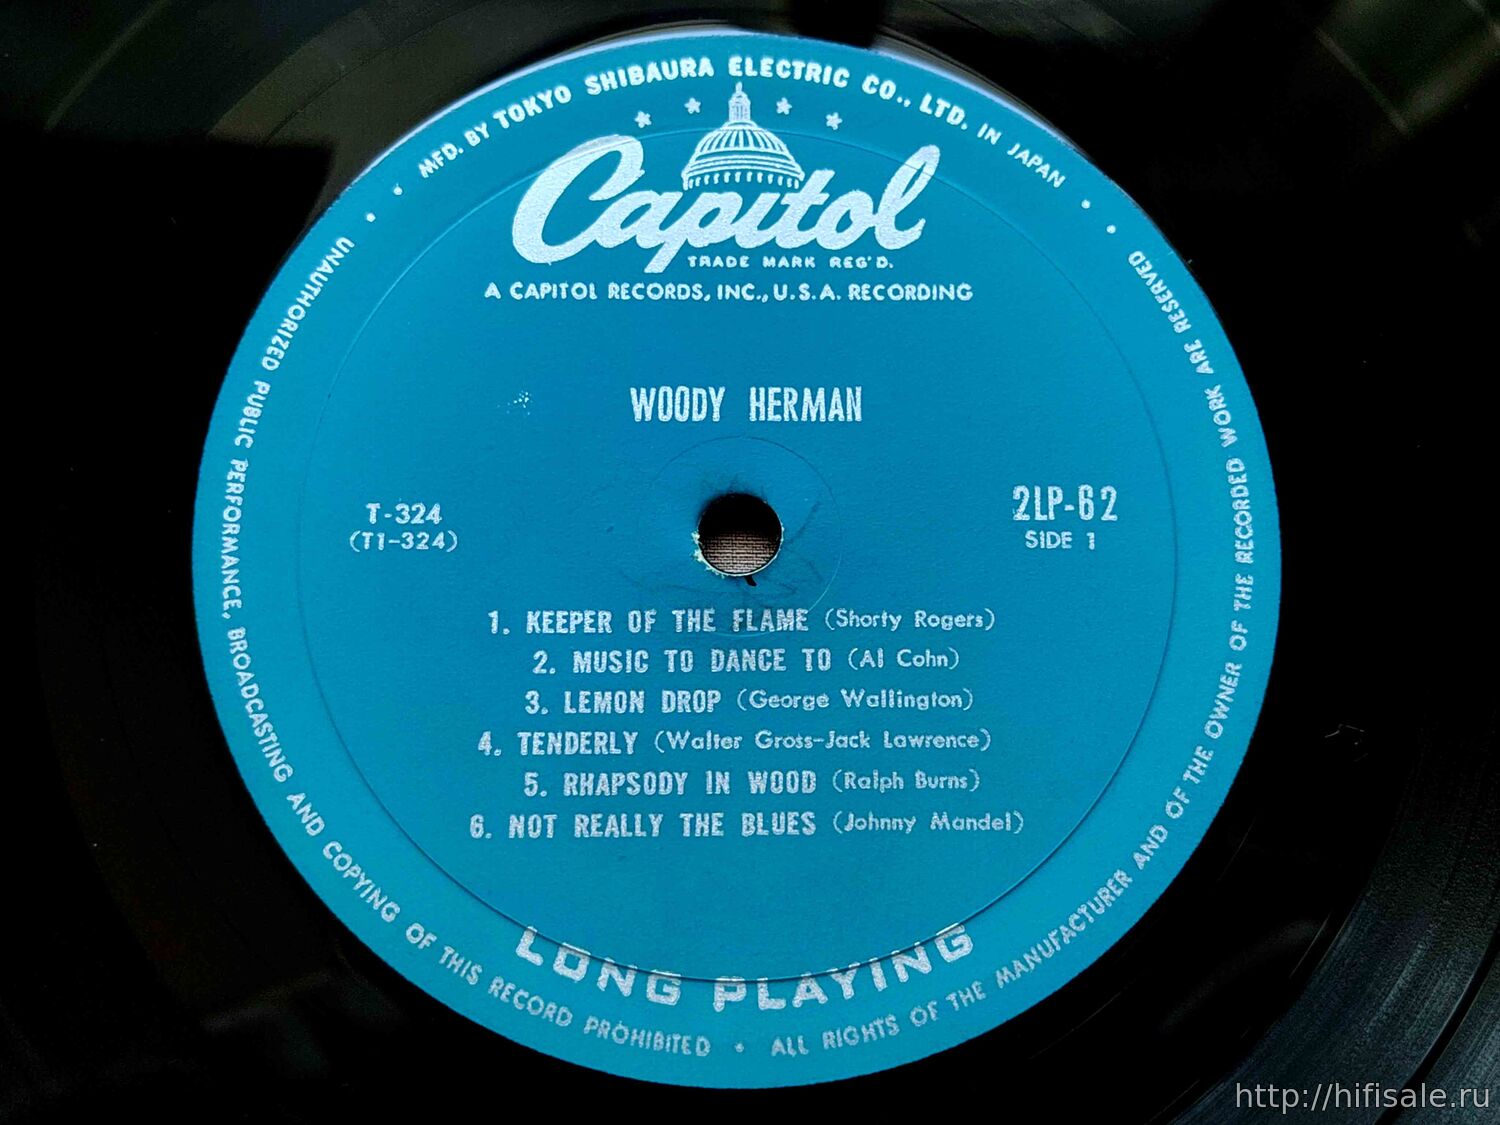 MFD. BY TOKYO SHIBAURA ELECTRIC CO., LTD. IN JAPAN
Capitol
TRADE MARK REG'D.
A CAPITOL RECORDS, INC., U.S.A. RECORDING
WOODY HERMAN
T-324
(T1-324)
2LP-62
SIDE 1
1. KEEPER OF THE FLAME (Shorty Rogers)
2. MUSIC TO DANCE TO (Al Cohn)
3. LEMON DROP (George Wallington)
4. TENDERLY (Walter Gross-Jack Lawrence)
5. RHAPSODY IN WOOD (Ralph Burns)
6. NOT REALLY THE BLUES (Johnny Mandel)
LONG PLAYING
UNAUTHORIZED PUBLIC PERFORMANCE, BROADCASTING AND COPYING OF THIS RECORD PROHIBITED • ALL RIGHTS OF THE MANUFACTURER AND OF THE OWNER OF THE RECORDED WORK ARE RESERVED
http://hifisale.ru